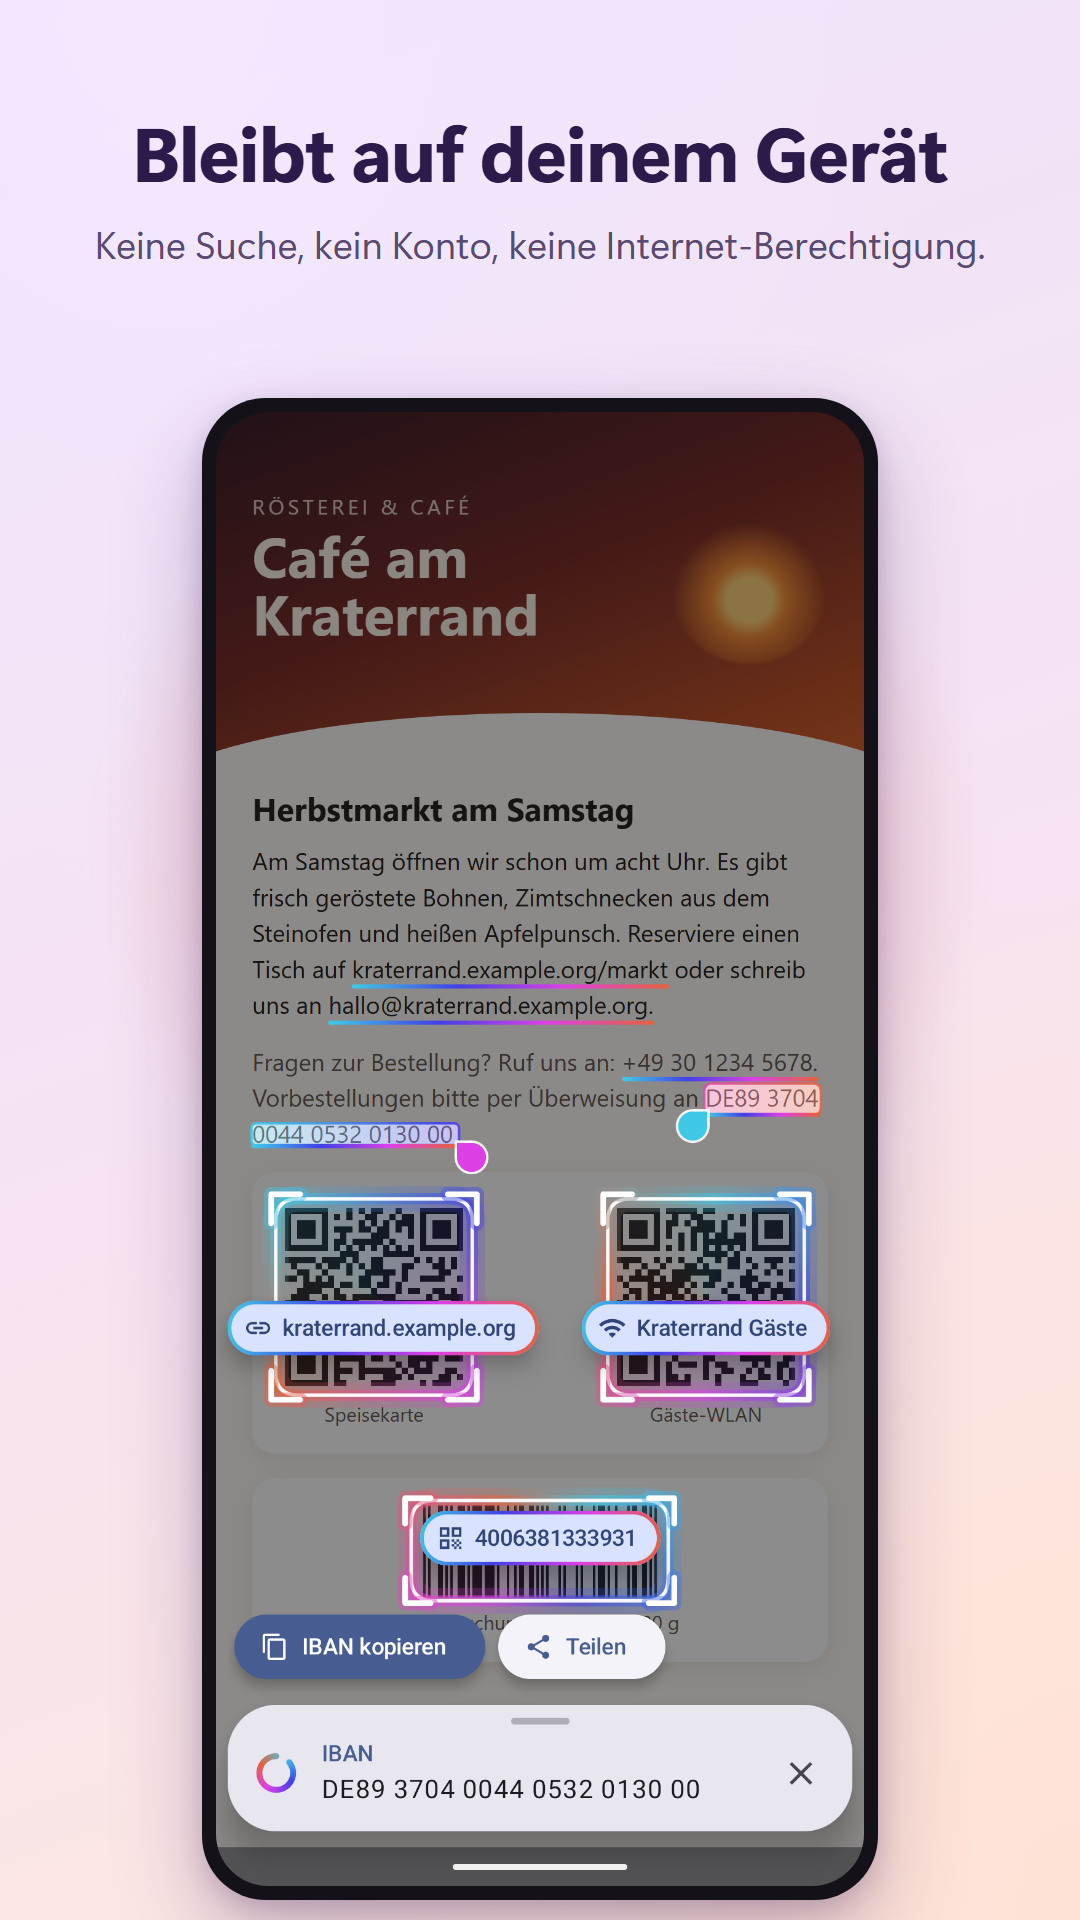 Bleibt auf deinem Gerät
Keine Suche, kein Konto, keine Internet-Berechtigung.
RÖSTEREI & CAFÉ
Café am
Kraterrand
Herbstmarkt am Samstag
Am Samstag öffnen wir schon um acht Uhr. Es gibt
frisch geröstete Bohnen, Zimtschnecken aus dem
Steinofen und heißen Apfelpunsch. Reserviere einen
Tisch auf kraterrand.example.org/markt oder schreib
uns an hallo@kraterrand.example.org.
Fragen zur Bestellung? Ruf uns an: +49 30 1234 5678.
Vorbestellungen bitte per Überweisung an DE89 3704
0044 0532 0130 00
kraterrand.example.org
Kraterrand Gäste
Speisekarte
Gäste-WLAN
4006381333931
g
IBAN kopieren
Teilen
IBAN
DE89 3704 0044 0532 0130 00